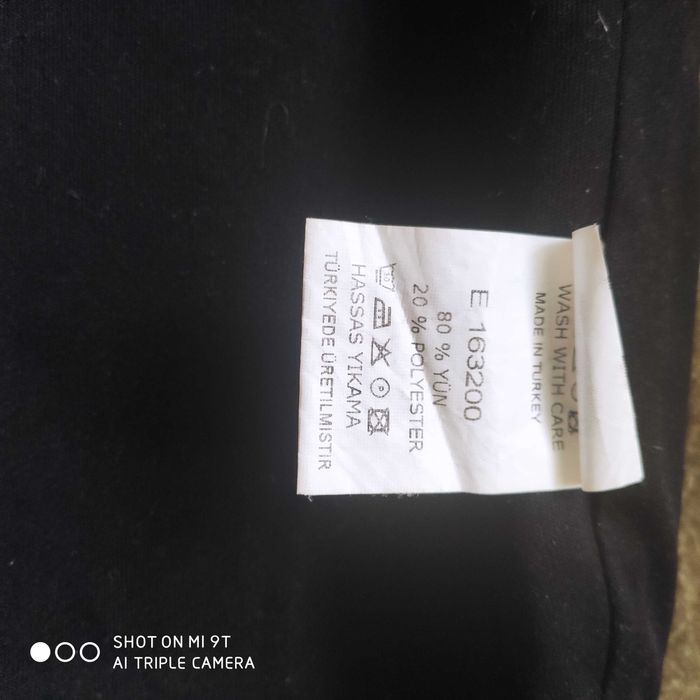 WASH WITH CARE
MADE IN TURKEY
E 163200
80 % YÜN
20 % POLYESTER
HASSAS YIKAMA
TÜRKIYEDE ÜRETILMISTIR
SHOT ON MI 9T
AI TRIPLE CAMERA